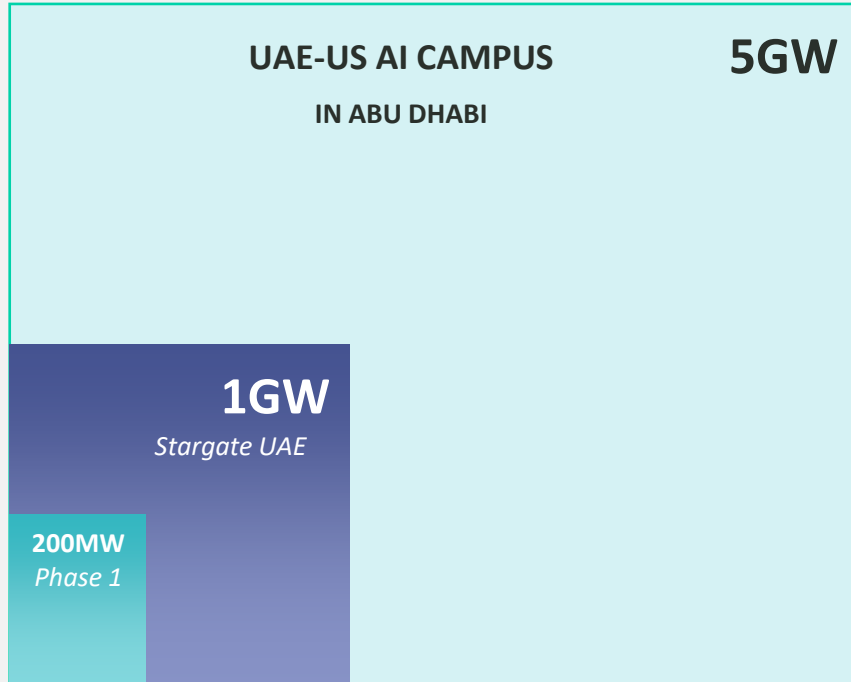 UAE-US AI CAMPUS
5GW
IN ABU DHABI
1GW
Stargate UAE
200MW
Phase 1